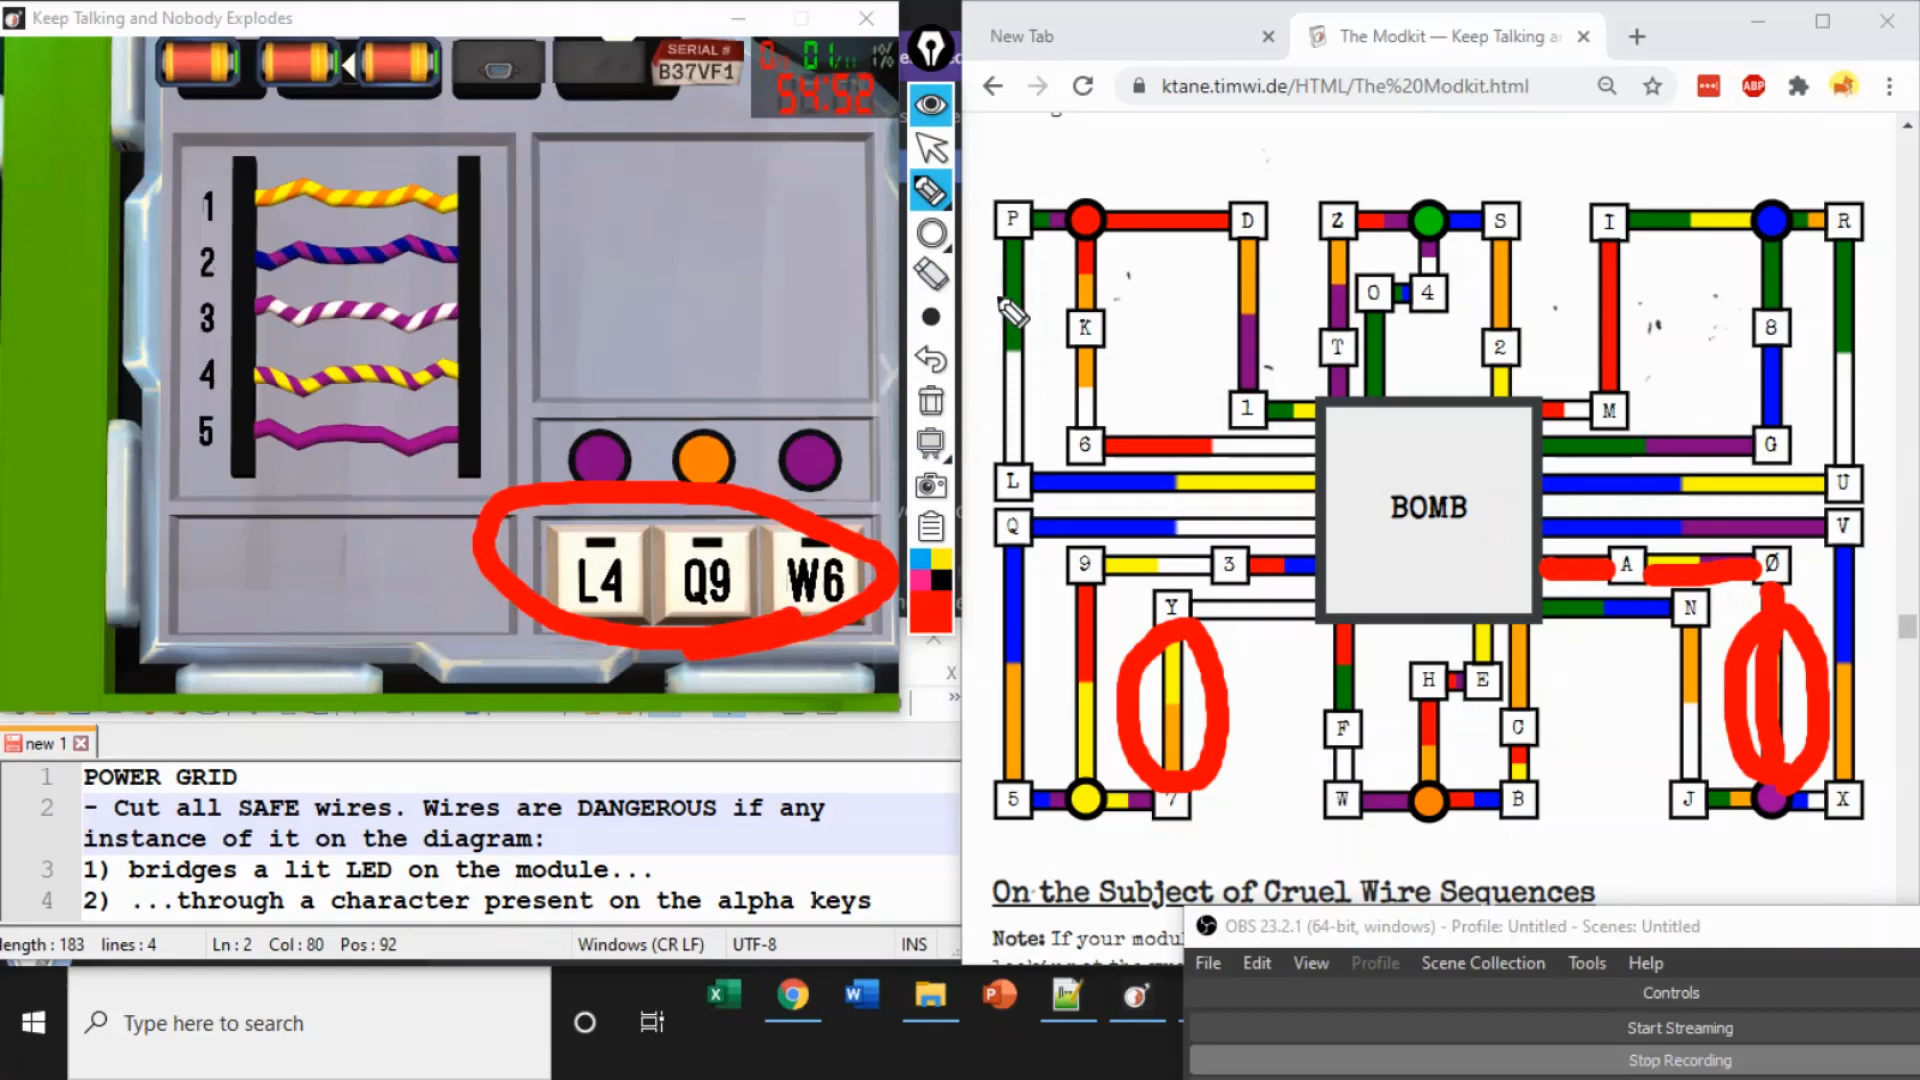 Keep Talking and Nobody Explodes
SERIAL #
B37VF1
54:52
1
2
3
4
5
L4 Q9 W6
new 1
1 POWER GRID
2 - Cut all SAFE wires. Wires are DANGEROUS if any
instance of it on the diagram:
3 1) bridges a lit LED on the module...
4 2) ...through a character present on the alpha keys
length : 183 lines : 4 Ln : 2 Col : 80 Pos : 92 Windows (CR LF) UTF-8 INS
New Tab
The Modkit — Keep Talking an
ktane.timwi.de/HTML/The%20Modkit.html
ABP
P D Z S I R
O 4
K T 2 8
1 M
6 G
L U
BOMB
Q V
9 3 A Ø
Y N
H E
F C
5 7 W B J X
On the Subject of Cruel Wire Sequences
Note: If your modu
OBS 23.2.1 (64-bit, windows) - Profile: Untitled - Scenes: Untitled
File Edit View Profile Scene Collection Tools Help
Controls
Start Streaming
Stop Recording
Type here to search